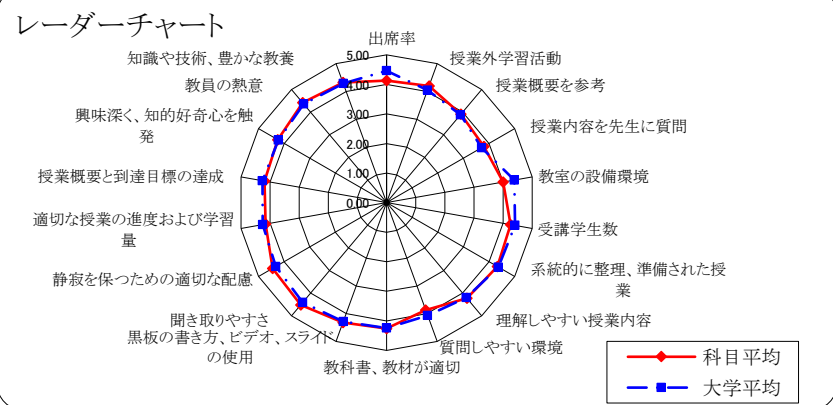 レーダーチャート
出席率
授業外学習活動
授業概要を参考
授業内容を先生に質問
教室の設備環境
受講学生数
系統的に整理、準備された授
業
理解しやすい授業内容
質問しやすい環境
教科書、教材が適切
黒板の書き方、ビデオ、スライド
の使用
聞き取りやすさ
静寂を保つための適切な配慮
適切な授業の進度および学習
量
授業概要と到達目標の達成
興味深く、知的好奇心を触
発
教員の熱意
知識や技術、豊かな教養
5.00
4.00
3.00
2.00
1.00
0.00
科目平均
大学平均